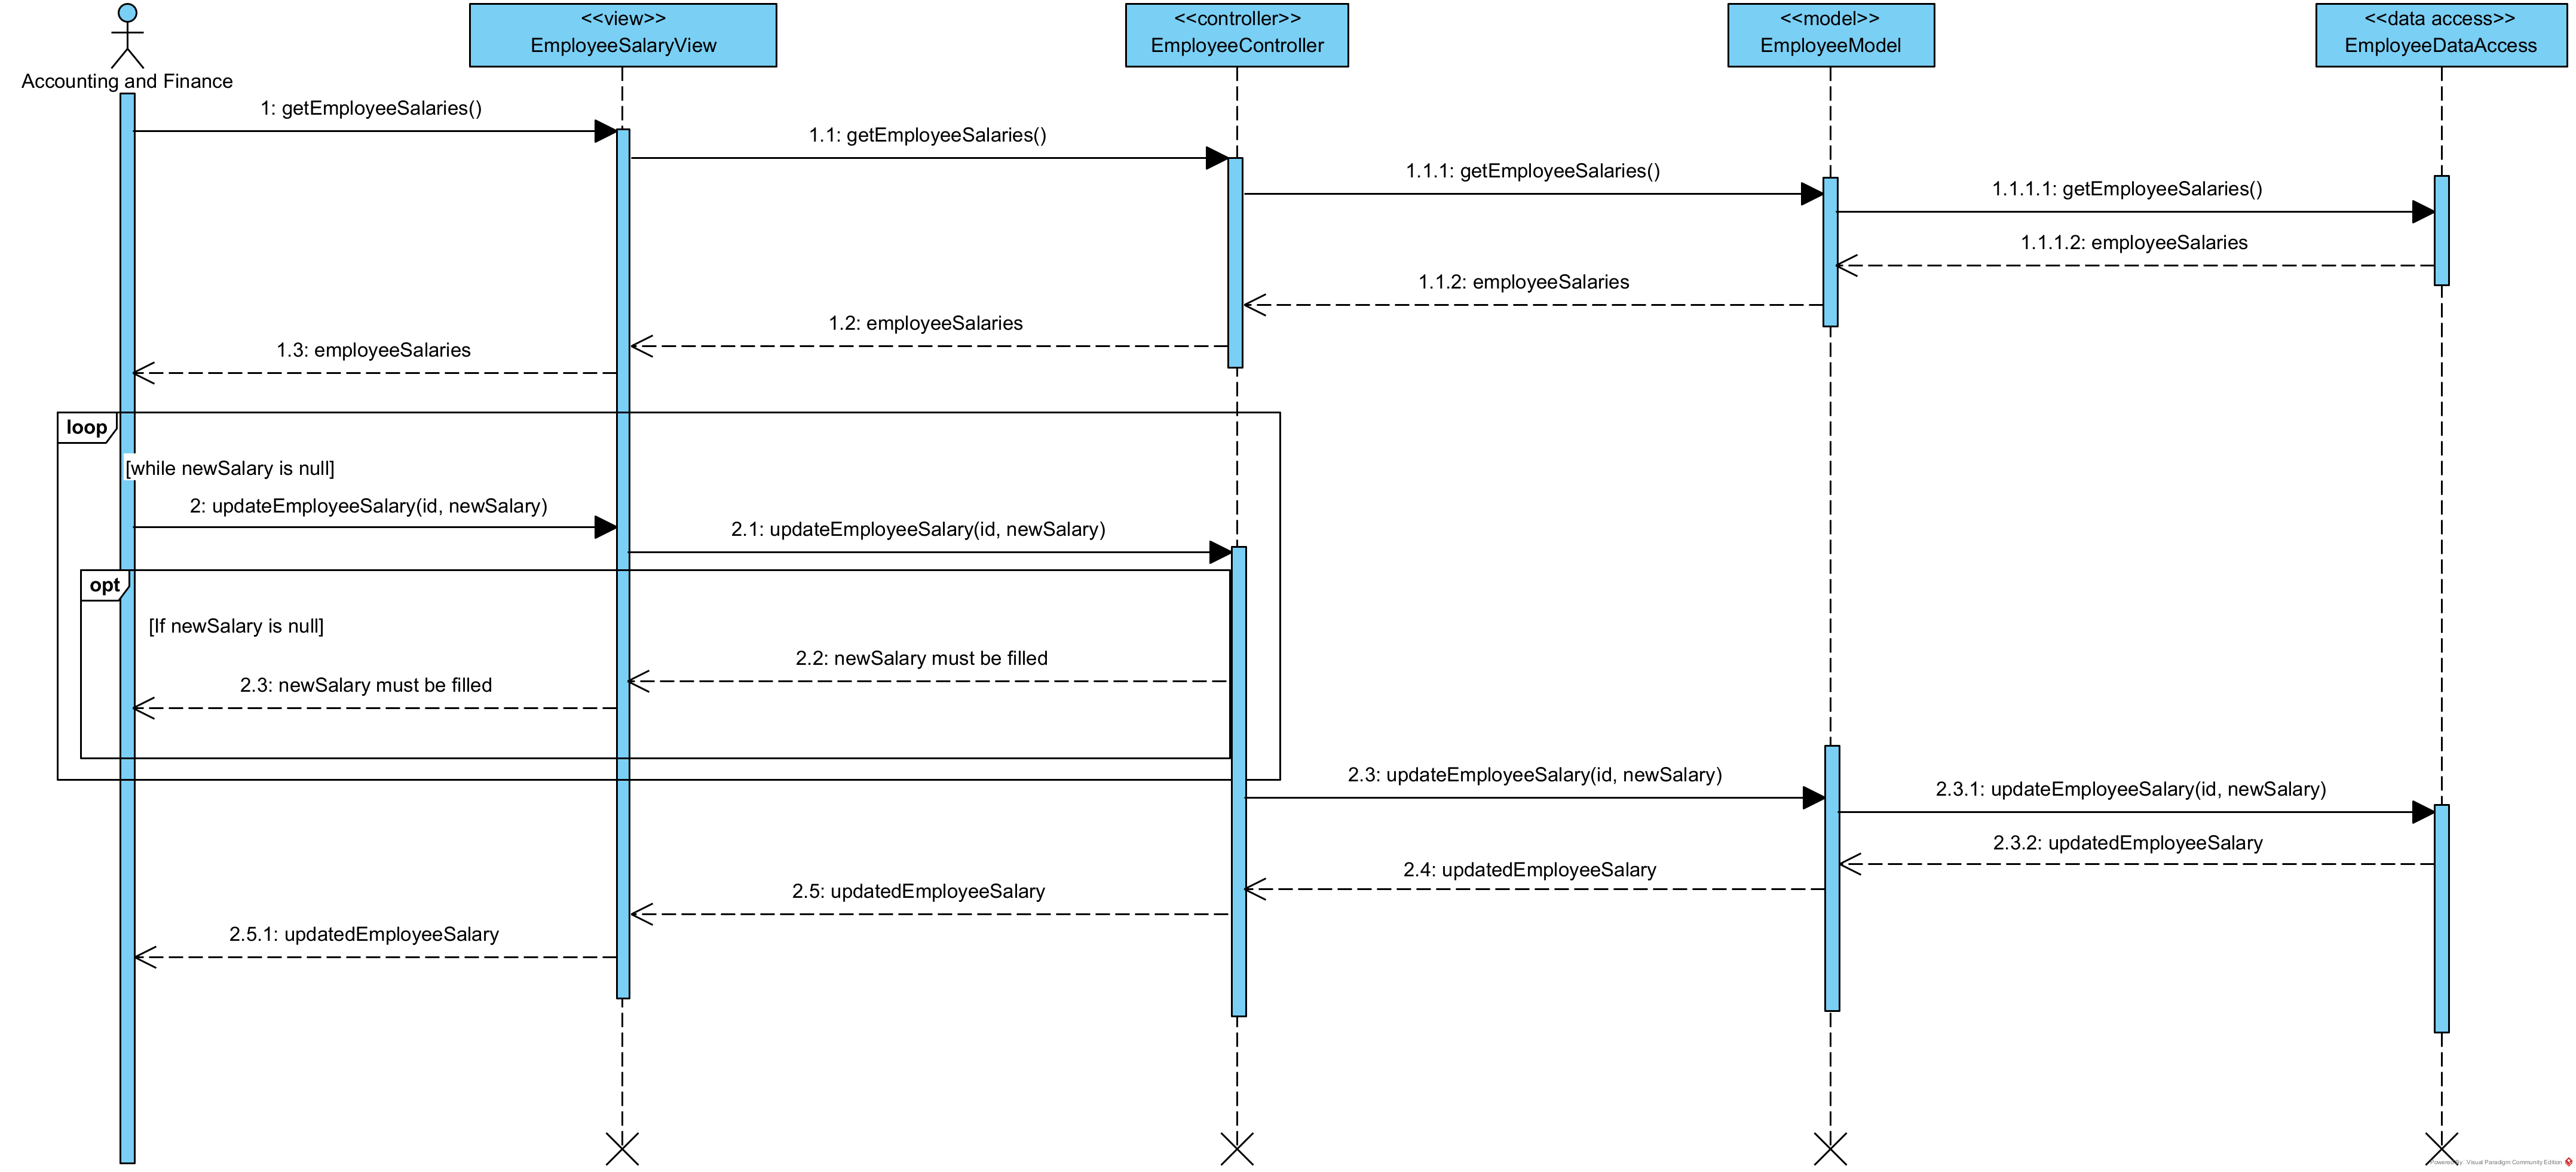 <<view>>
EmployeeSalaryView
<<controller>>
EmployeeController
<<model>>
EmployeeModel
<<data access>>
EmployeeDataAccess
Accounting and Finance
1: getEmployeeSalaries()
1.1: getEmployeeSalaries()
1.1.1: getEmployeeSalaries()
1.1.1.1: getEmployeeSalaries()
1.1.1.2: employeeSalaries
1.1.2: employeeSalaries
1.2: employeeSalaries
1.3: employeeSalaries
loop
[while newSalary is null]
2: updateEmployeeSalary(id, newSalary)
2.1: updateEmployeeSalary(id, newSalary)
opt
[If newSalary is null]
2.2: newSalary must be filled
2.3: newSalary must be filled
2.3: updateEmployeeSalary(id, newSalary)
2.3.1: updateEmployeeSalary(id, newSalary)
2.3.2: updatedEmployeeSalary
2.4: updatedEmployeeSalary
2.5: updatedEmployeeSalary
2.5.1: updatedEmployeeSalary
Powered By Visual Paradigm Community Edition